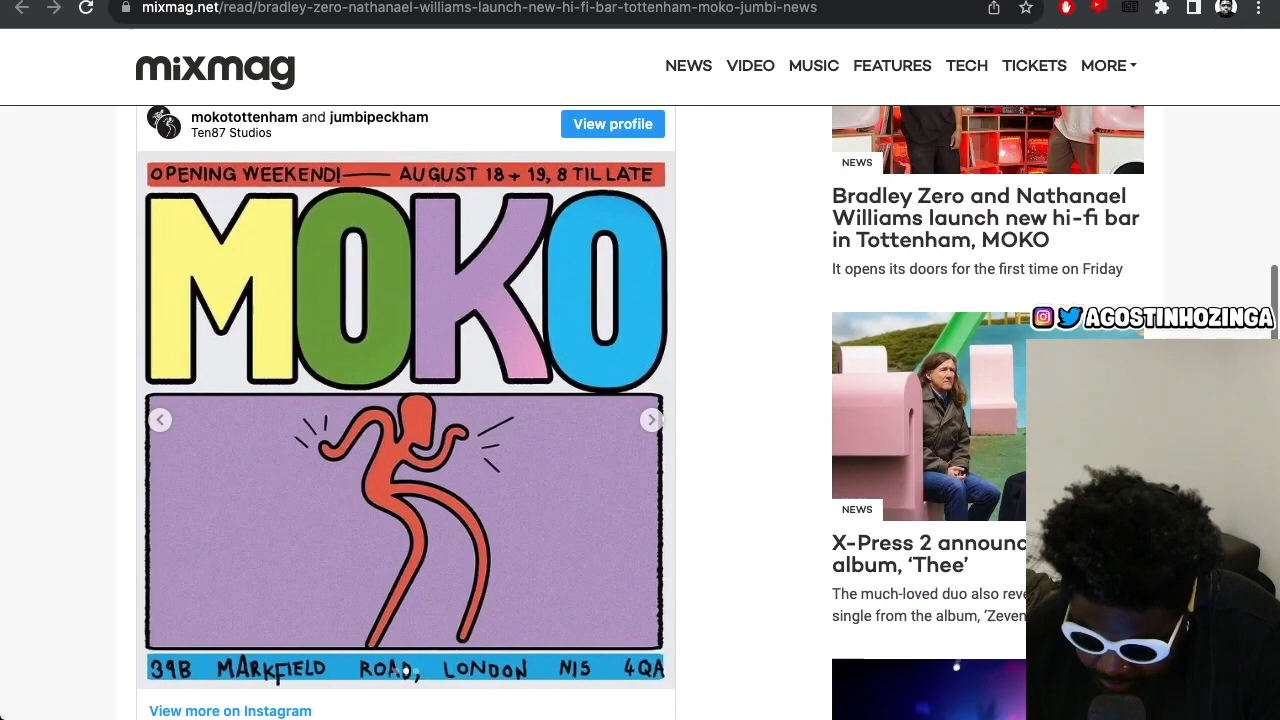 mixmag.net/read/bradley-zero-nathanael-williams-launch-new-hi-fi-bar-tottenham-moko-jumbi-news
mixmag
NEWS VIDEO MUSIC FEATURES TECH TICKETS MORE
mokotottenham and jumbipeckham
Ten87 Studios
View profile
OPENING WEEKEND! AUGUST 18 + 19, 8 TIL LATE
MOKO
39B MARKFIELD ROAD, LONDON N15 4QA
View more on Instagram
NEWS
Bradley Zero and Nathanael
Williams launch new hi-fi bar
in Tottenham, MOKO
It opens its doors for the first time on Friday
AGOSTINHOZINGA
NEWS
X-Press 2 announc
album, ‘Thee’
The much-loved duo also reve
single from the album, ‘Zeven